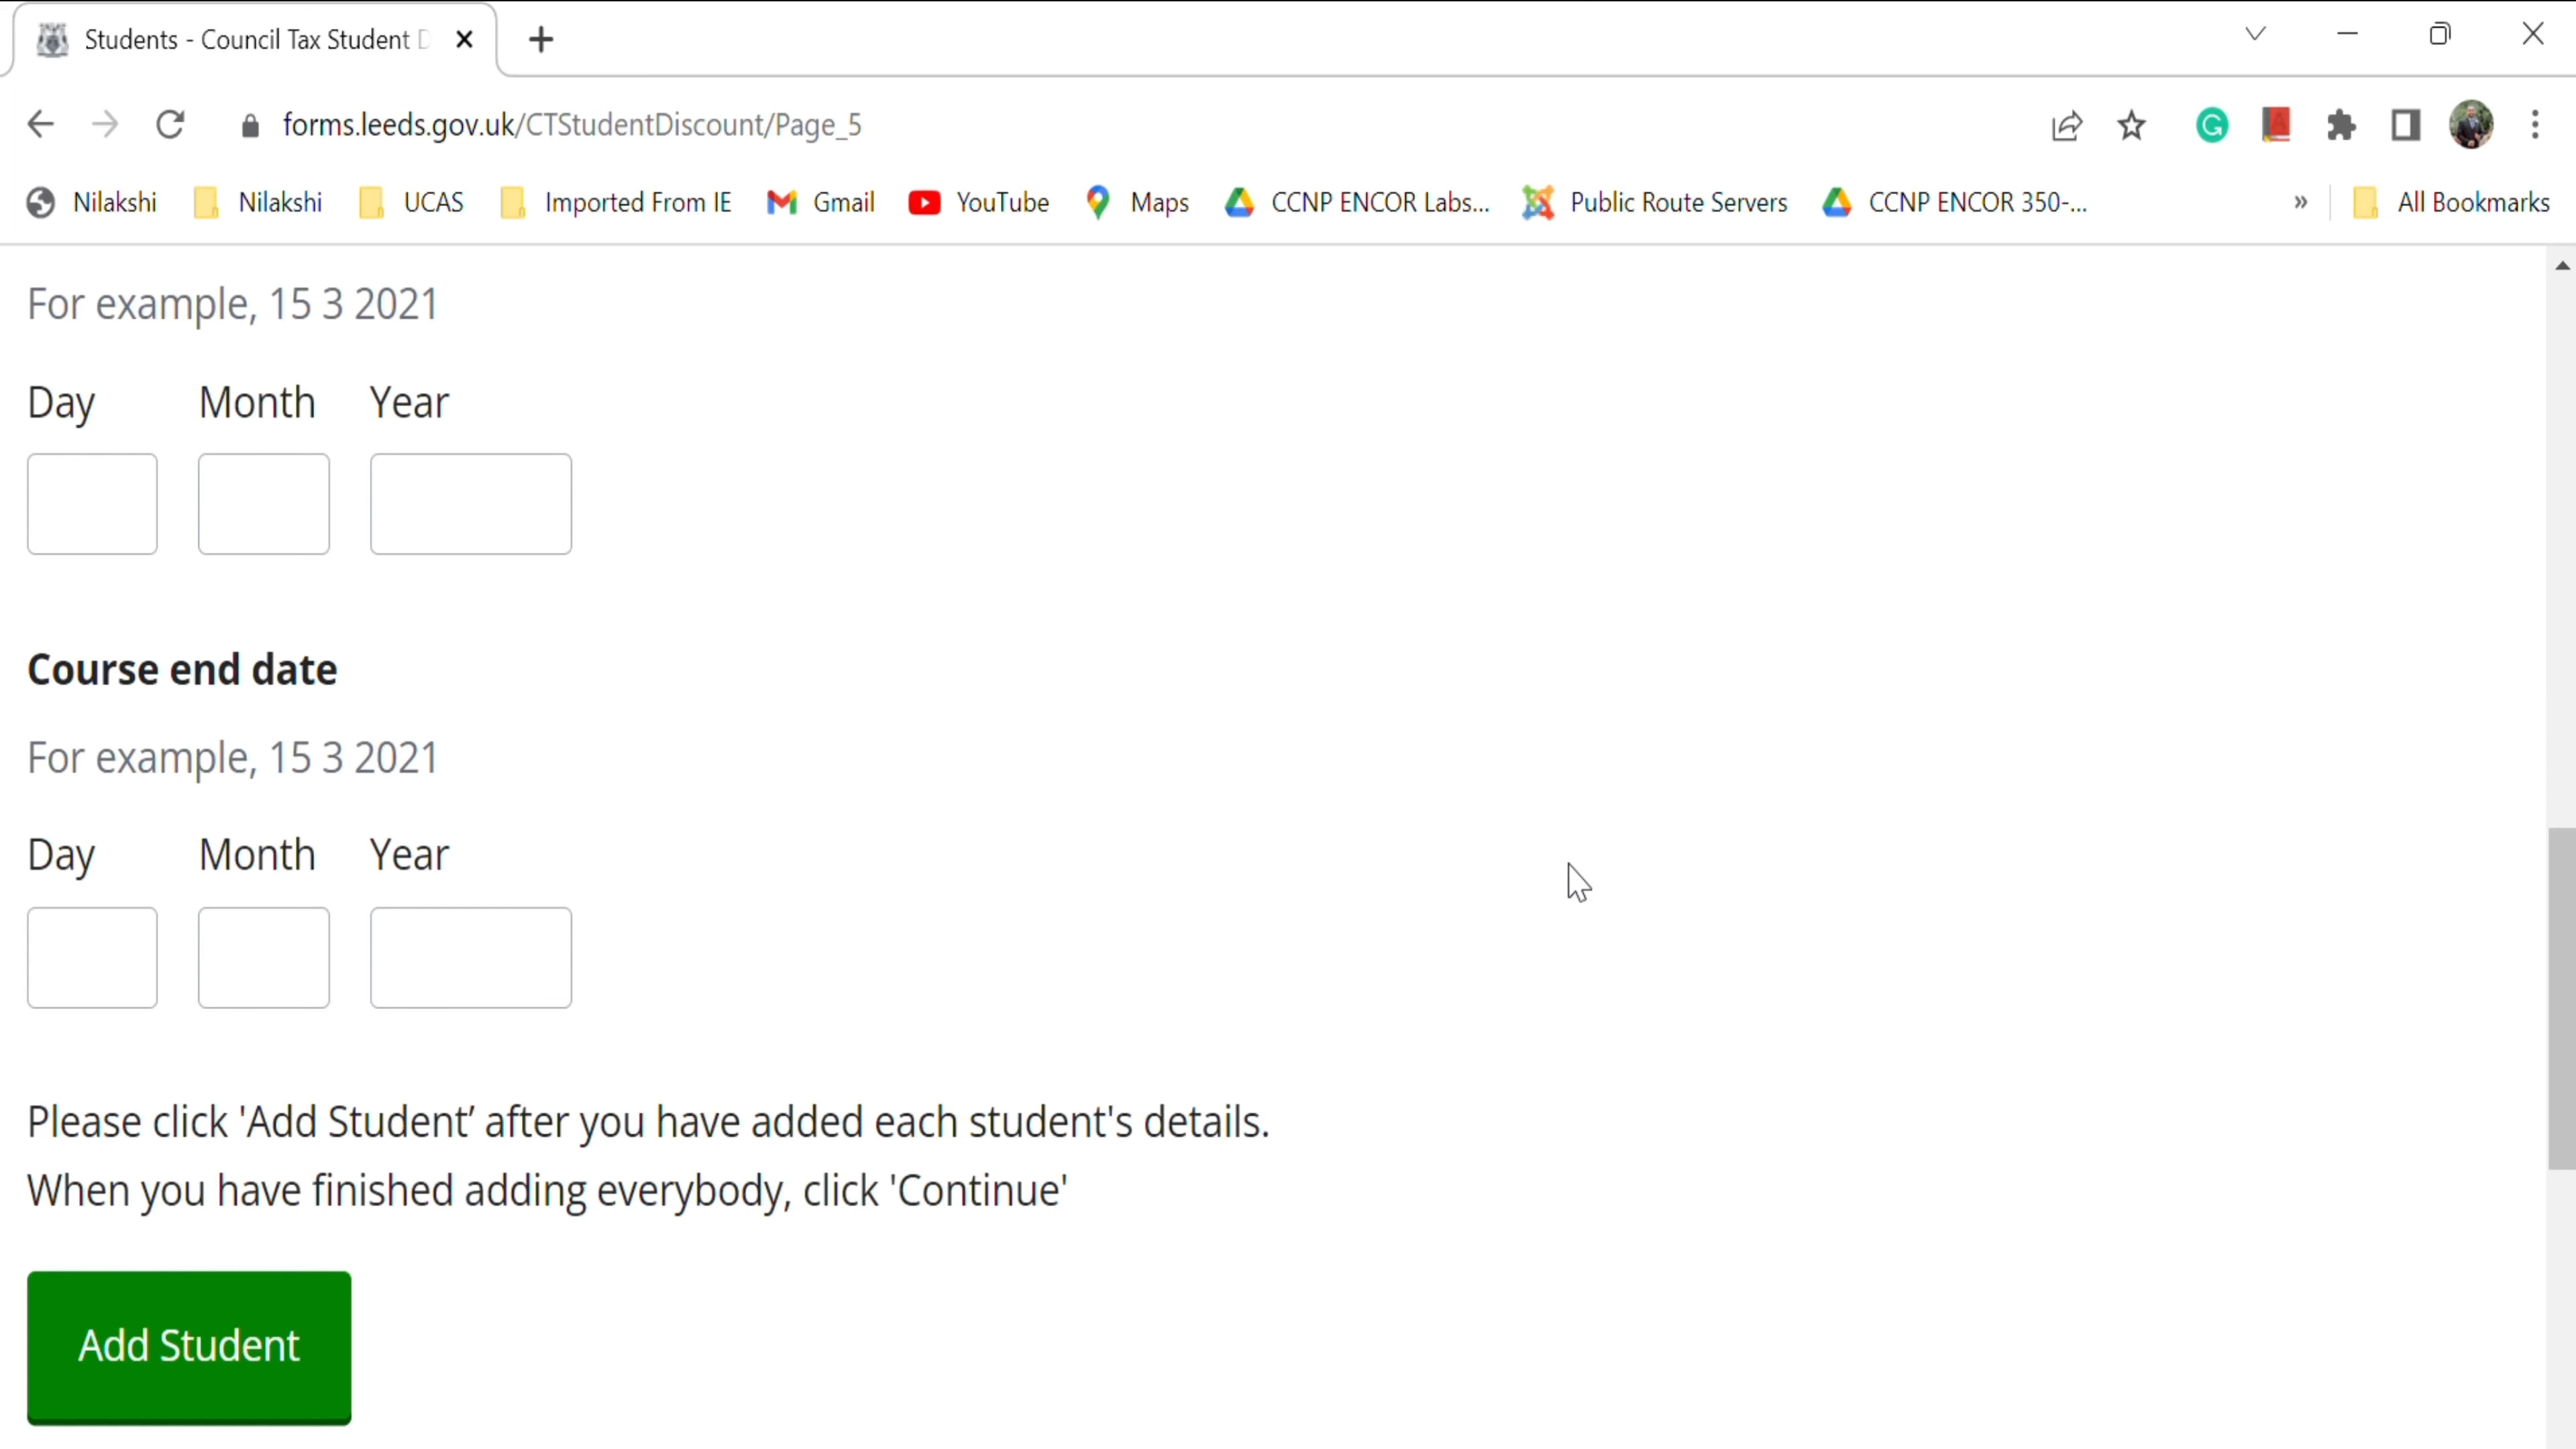 Students - Council Tax Student D
forms.leeds.gov.uk/CTStudentDiscount/Page_5
Nilakshi Nilakshi UCAS Imported From IE Gmail YouTube Maps CCNP ENCOR Labs... Public Route Servers CCNP ENCOR 350-... » All Bookmarks
For example, 15 3 2021
Day Month Year
Course end date
For example, 15 3 2021
Day Month Year
Please click 'Add Student’ after you have added each student's details.
When you have finished adding everybody, click 'Continue'
Add Student